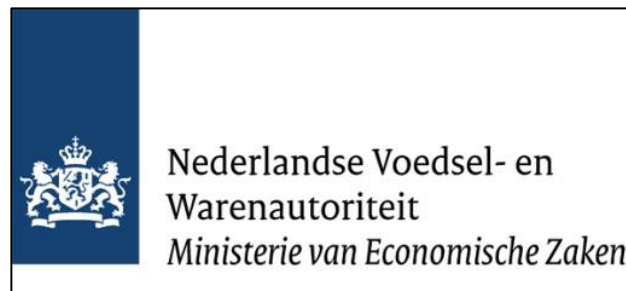 Nederlandse Voedsel- en
Warenautoriteit
Ministerie van Economische Zaken